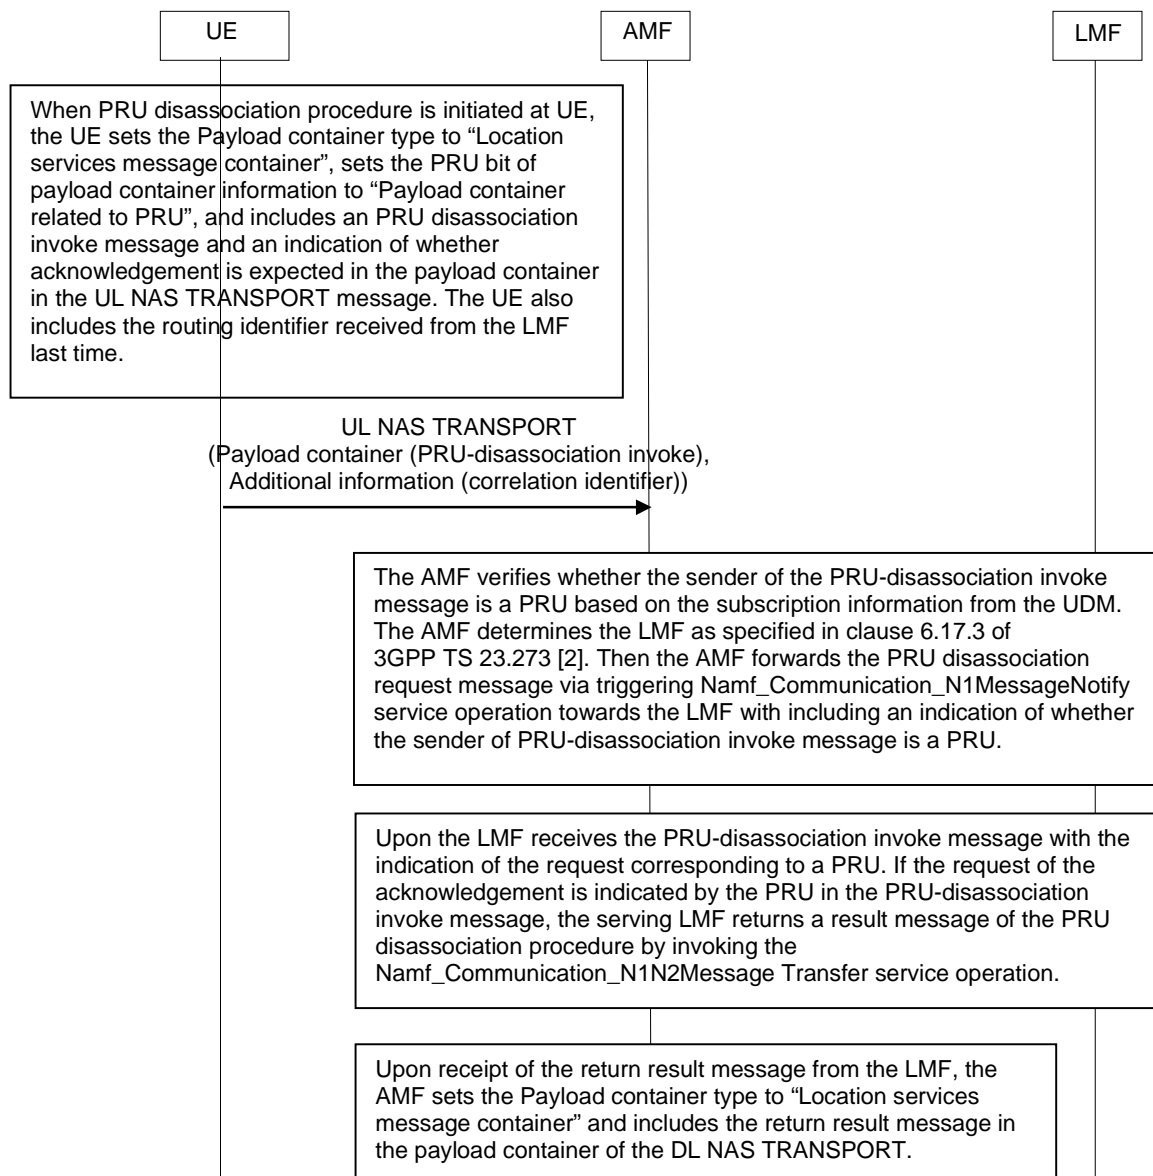 UE
AMF
LMF
When PRU disassociation procedure is initiated at UE,
the UE sets the Payload container type to “Location
services message container”, sets the PRU bit of
payload container information to “Payload container
related to PRU”, and includes an PRU disassociation
invoke message and an indication of whether
acknowledgement is expected in the payload container
in the UL NAS TRANSPORT message. The UE also
includes the routing identifier received from the LMF
last time.
UL NAS TRANSPORT
(Payload container (PRU-disassociation invoke),
Additional information (correlation identifier))
The AMF verifies whether the sender of the PRU-disassociation invoke
message is a PRU based on the subscription information from the UDM.
The AMF determines the LMF as specified in clause 6.17.3 of
3GPP TS 23.273 [2]. Then the AMF forwards the PRU disassociation
request message via triggering Namf_Communication_N1MessageNotify
service operation towards the LMF with including an indication of whether
the sender of PRU-disassociation invoke message is a PRU.
Upon the LMF receives the PRU-disassociation invoke message with the
indication of the request corresponding to a PRU. If the request of the
acknowledgement is indicated by the PRU in the PRU-disassociation
invoke message, the serving LMF returns a result message of the PRU
disassociation procedure by invoking the
Namf_Communication_N1N2Message Transfer service operation.
Upon receipt of the return result message from the LMF, the
AMF sets the Payload container type to “Location services
message container” and includes the return result message in
the payload container of the DL NAS TRANSPORT.